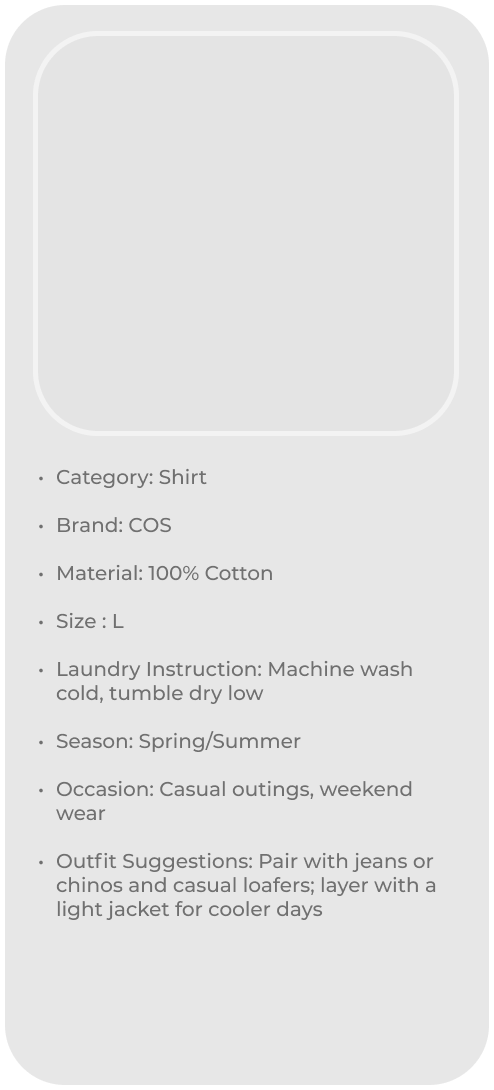 • Category: Shirt
• Brand: COS
• Material: 100% Cotton
• Size : L
• Laundry Instruction: Machine wash
cold, tumble dry low
• Season: Spring/Summer
• Occasion: Casual outings, weekend
wear
• Outfit Suggestions: Pair with jeans or
chinos and casual loafers; layer with a
light jacket for cooler days